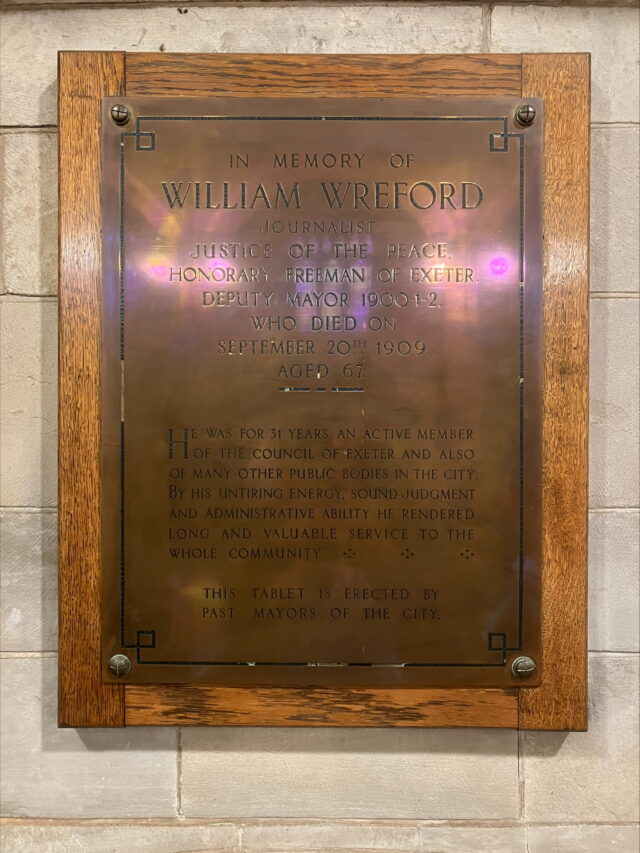 IN MEMORY OF
WILLIAM WREFORD
JOURNALIST
JUSTICE OF THE PEACE.
HONORARY FREEMAN OF EXETER.
DEPUTY MAYOR 1900-1-2.
WHO DIED ON
SEPTEMBER 20TH 1909.
AGED 67.
HE WAS FOR 31 YEARS AN ACTIVE MEMBER
OF THE COUNCIL OF EXETER AND ALSO
OF MANY OTHER PUBLIC BODIES IN THE CITY.
BY HIS UNTIRING ENERGY, SOUND JUDGMENT
AND ADMINISTRATIVE ABILITY HE RENDERED
LONG AND VALUABLE SERVICE TO THE
WHOLE COMMUNITY
THIS TABLET IS ERECTED BY
PAST MAYORS OF THE CITY.